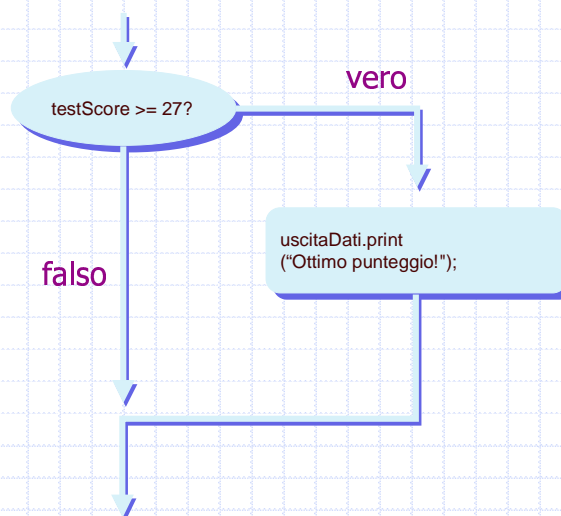 vero
testScore >= 27?
uscitaDati.print
(“Ottimo punteggio!");
falso